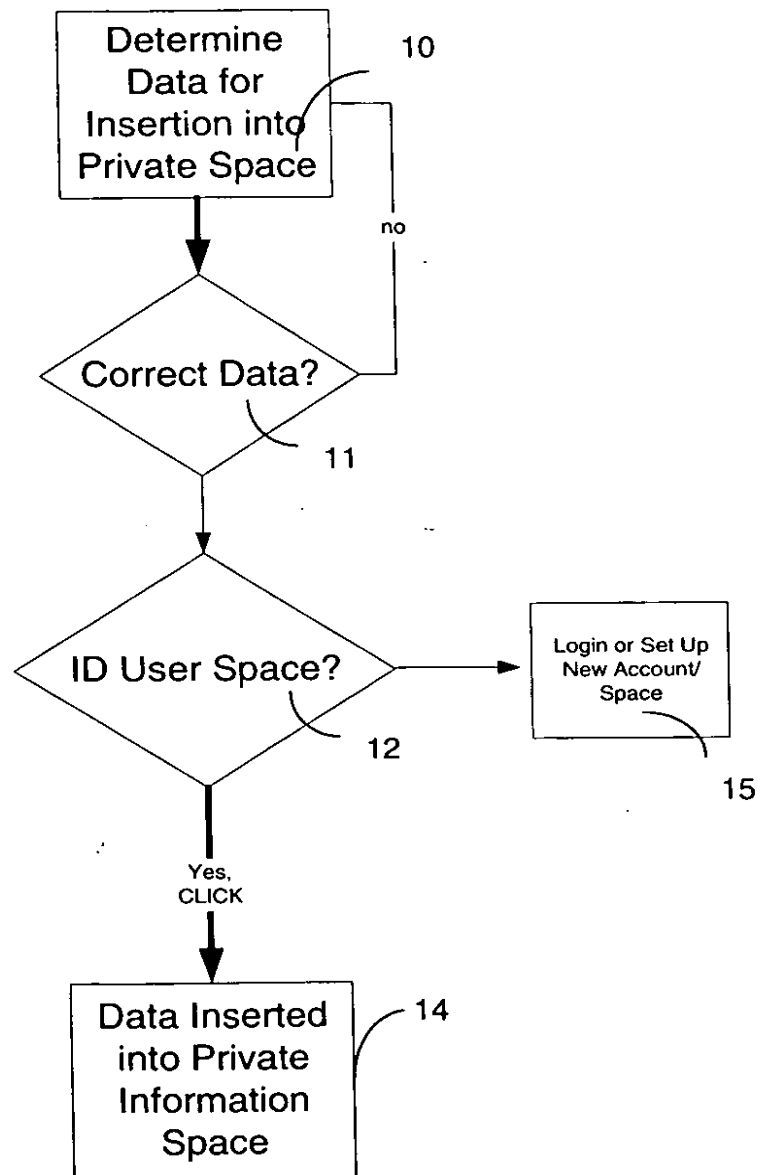 Determine
Data for
Insertion into
Private Space
10
no
Correct Data?
11
ID User Space?
12
Login or Set Up
New Account/
Space
15
Yes,
CLICK
Data Inserted
into Private
Information
Space
14